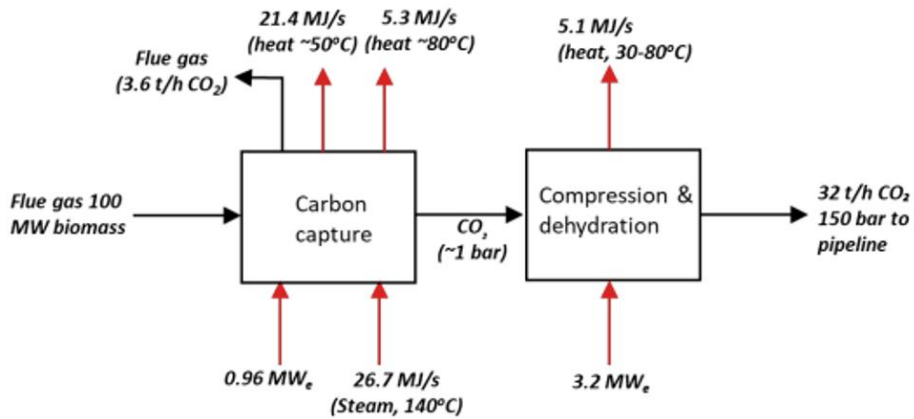 21.4 MJ/s
(heat ~50°C)
5.3 MJ/s
(heat ~80°C)
5.1 MJ/s
(heat, 30-80°C)
Flue gas
(3.6 t/h CO₂)
Flue gas 100
MW biomass
Carbon
capture
CO₂
(~1 bar)
Compression &
dehydration
32 t/h CO₂
150 bar to
pipeline
0.96 MWₑ
26.7 MJ/s
(Steam, 140°C)
3.2 MWₑ